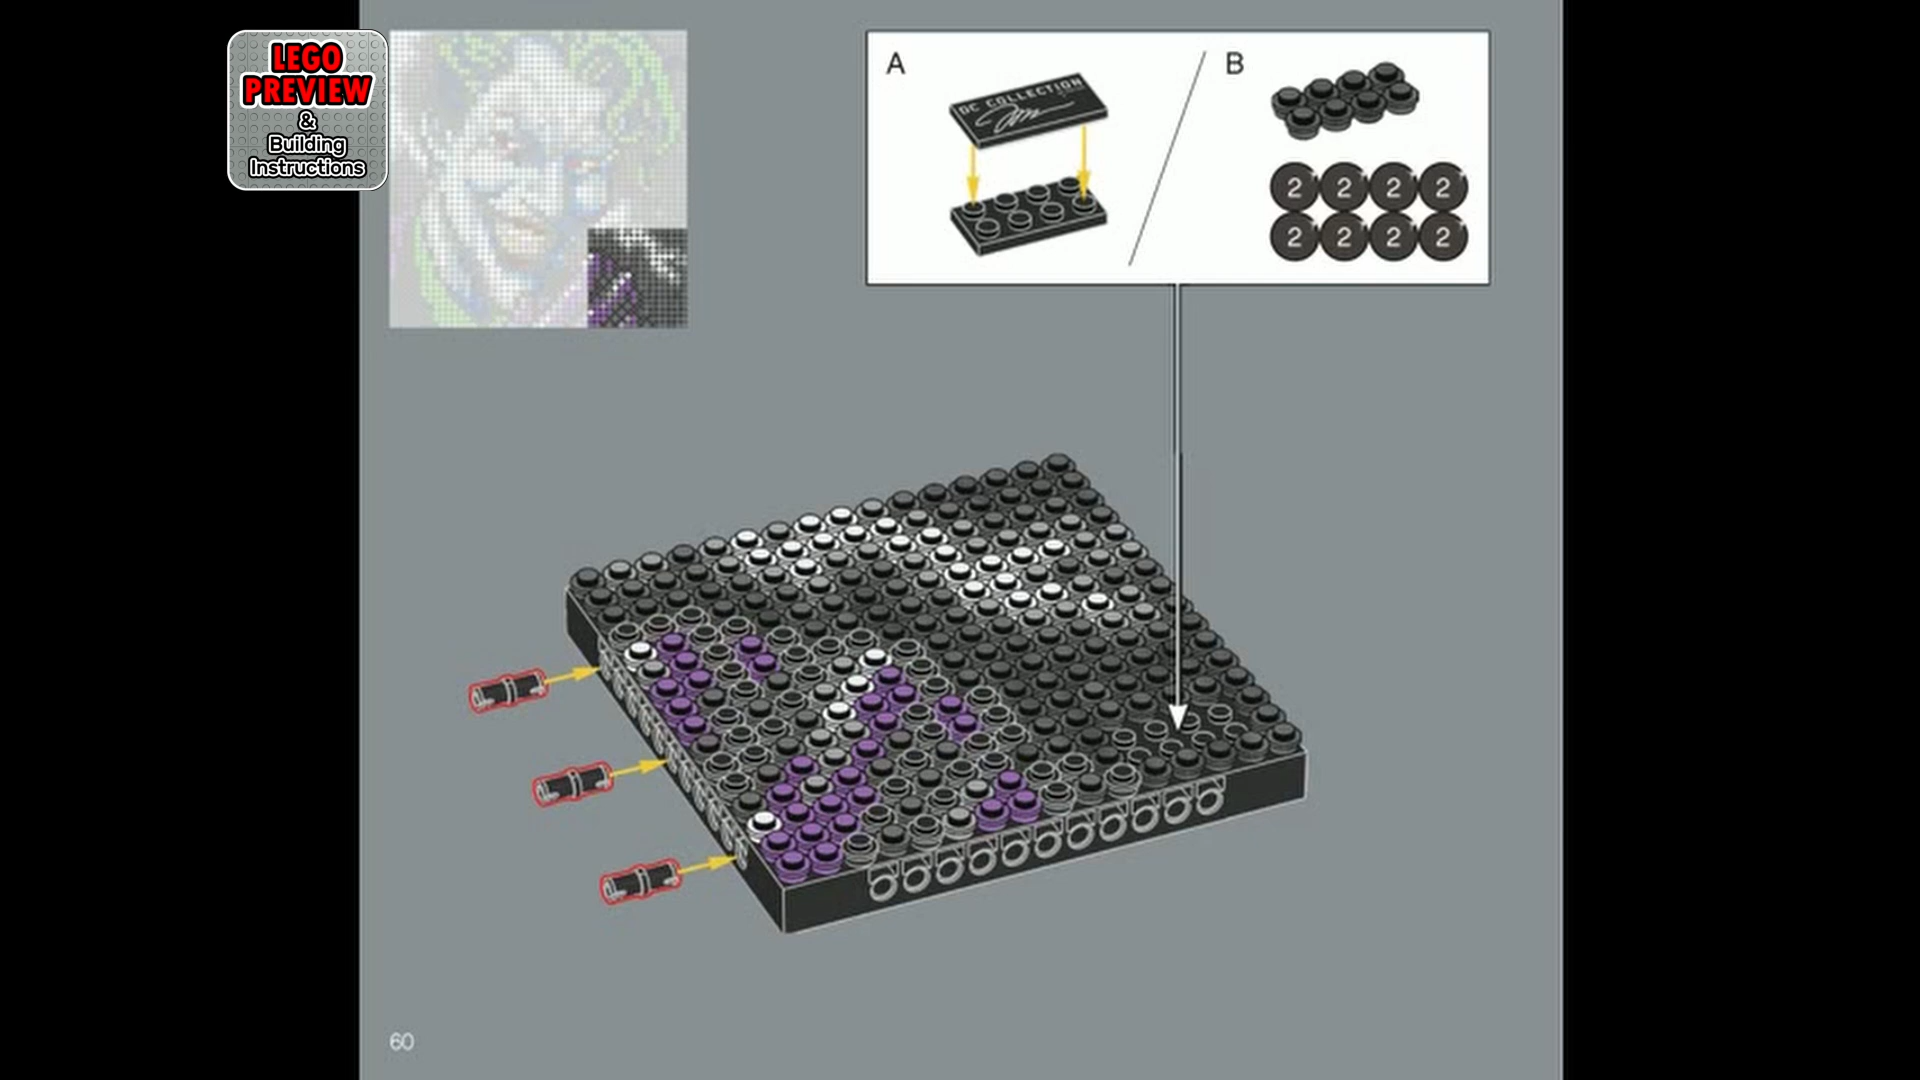 LEGO
PREVIEW
&
Building
Instructions
A
B
DC COLLECTION
2 2 2 2
2 2 2 2
60